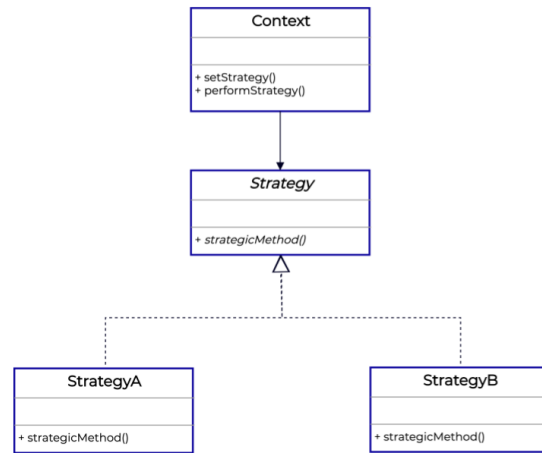 Context
+ setStrategy()
+ performStrategy()
Strategy
+ strategicMethod()
StrategyA
+ strategicMethod()
StrategyB
+ strategicMethod()